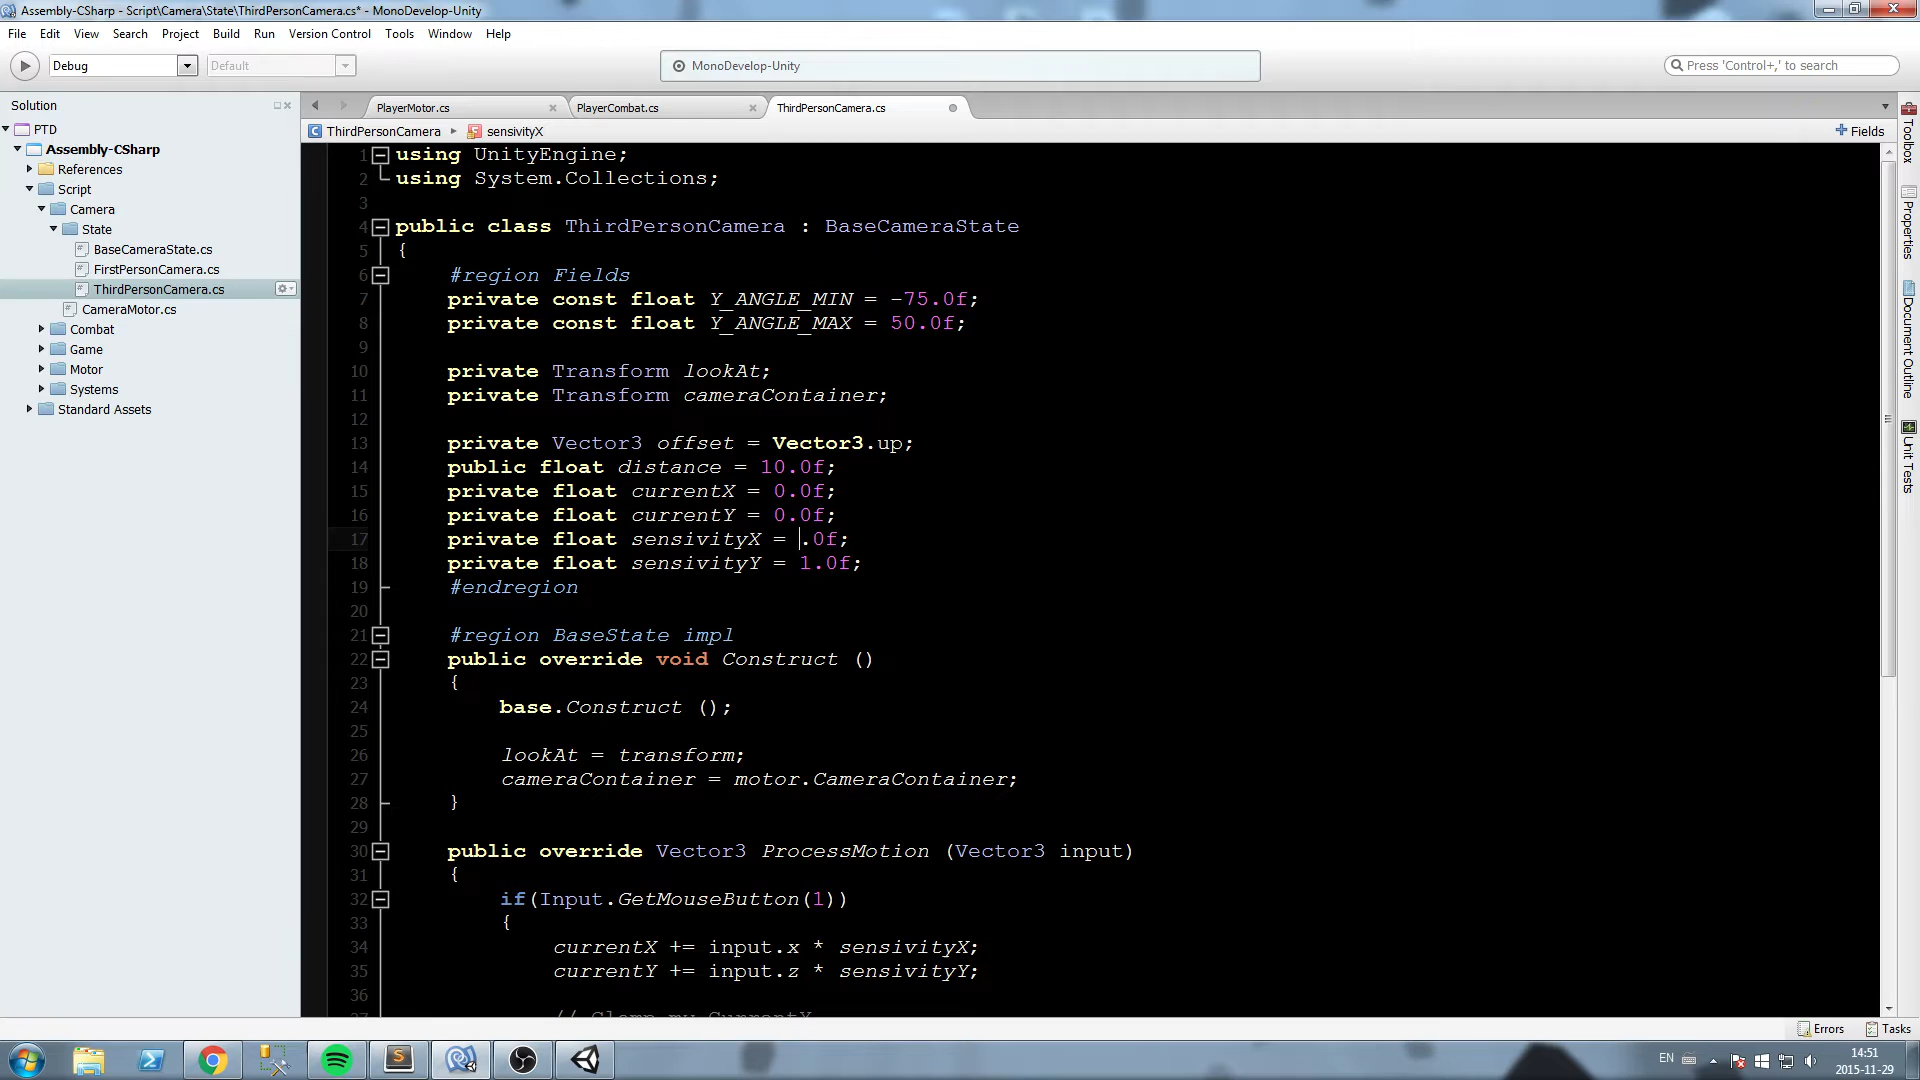 Assembly-CSharp - Script\Camera\State\ThirdPersonCamera.cs* - MonoDevelop-Unity
File Edit View Search Project Build Run Version Control Tools Window Help
Debug Default MonoDevelop-Unity Press 'Control+,' to search
Solution
PTD
Assembly-CSharp
References
Script
Camera
State
BaseCameraState.cs
FirstPersonCamera.cs
ThirdPersonCamera.cs
CameraMotor.cs
Combat
Game
Motor
Systems
Standard Assets
PlayerMotor.cs PlayerCombat.cs ThirdPersonCamera.cs
ThirdPersonCamera sensivityX Fields
1 using UnityEngine;
2 using System.Collections;
3
4 public class ThirdPersonCamera : BaseCameraState
5 {
6 #region Fields
7 private const float Y_ANGLE_MIN = -75.0f;
8 private const float Y_ANGLE_MAX = 50.0f;
9
10 private Transform lookAt;
11 private Transform cameraContainer;
12
13 private Vector3 offset = Vector3.up;
14 public float distance = 10.0f;
15 private float currentX = 0.0f;
16 private float currentY = 0.0f;
17 private float sensivityX = .0f;
18 private float sensivityY = 1.0f;
19 #endregion
20
21 #region BaseState impl
22 public override void Construct ()
23 {
24 base.Construct ();
25
26 lookAt = transform;
27 cameraContainer = motor.CameraContainer;
28 }
29
30 public override Vector3 ProcessMotion (Vector3 input)
31 {
32 if(Input.GetMouseButton(1))
33 {
34 currentX += input.x * sensivityX;
35 currentY += input.z * sensivityY;
36
37 // Clamp my CurrentX
Toolbox
Properties
Document Outline
Unit Tests
Errors Tasks
EN 14:51
2015-11-29